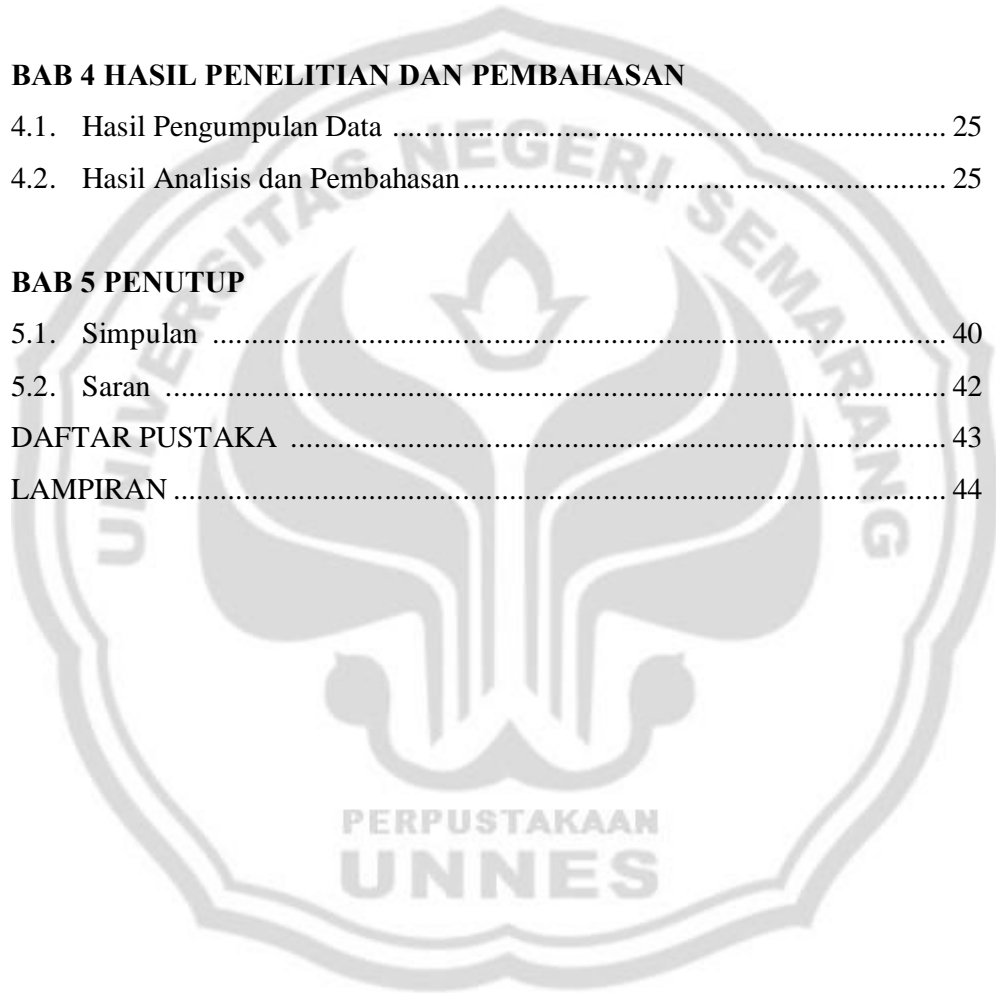 BAB 4 HASIL PENELITIAN DAN PEMBAHASAN
4.1. Hasil Pengumpulan Data ............................................................................... 25
4.2. Hasil Analisis dan Pembahasan..................................................................... 25
BAB 5 PENUTUP
5.1. Simpulan ......................................................................................................... 40
5.2. Saran ................................................................................................................ 42
DAFTAR PUSTAKA .............................................................................................. 43
LAMPIRAN ............................................................................................................... 44
UNIVERSITAS NEGERI SEMARANG
PERPUSTAKAAN
UNNES